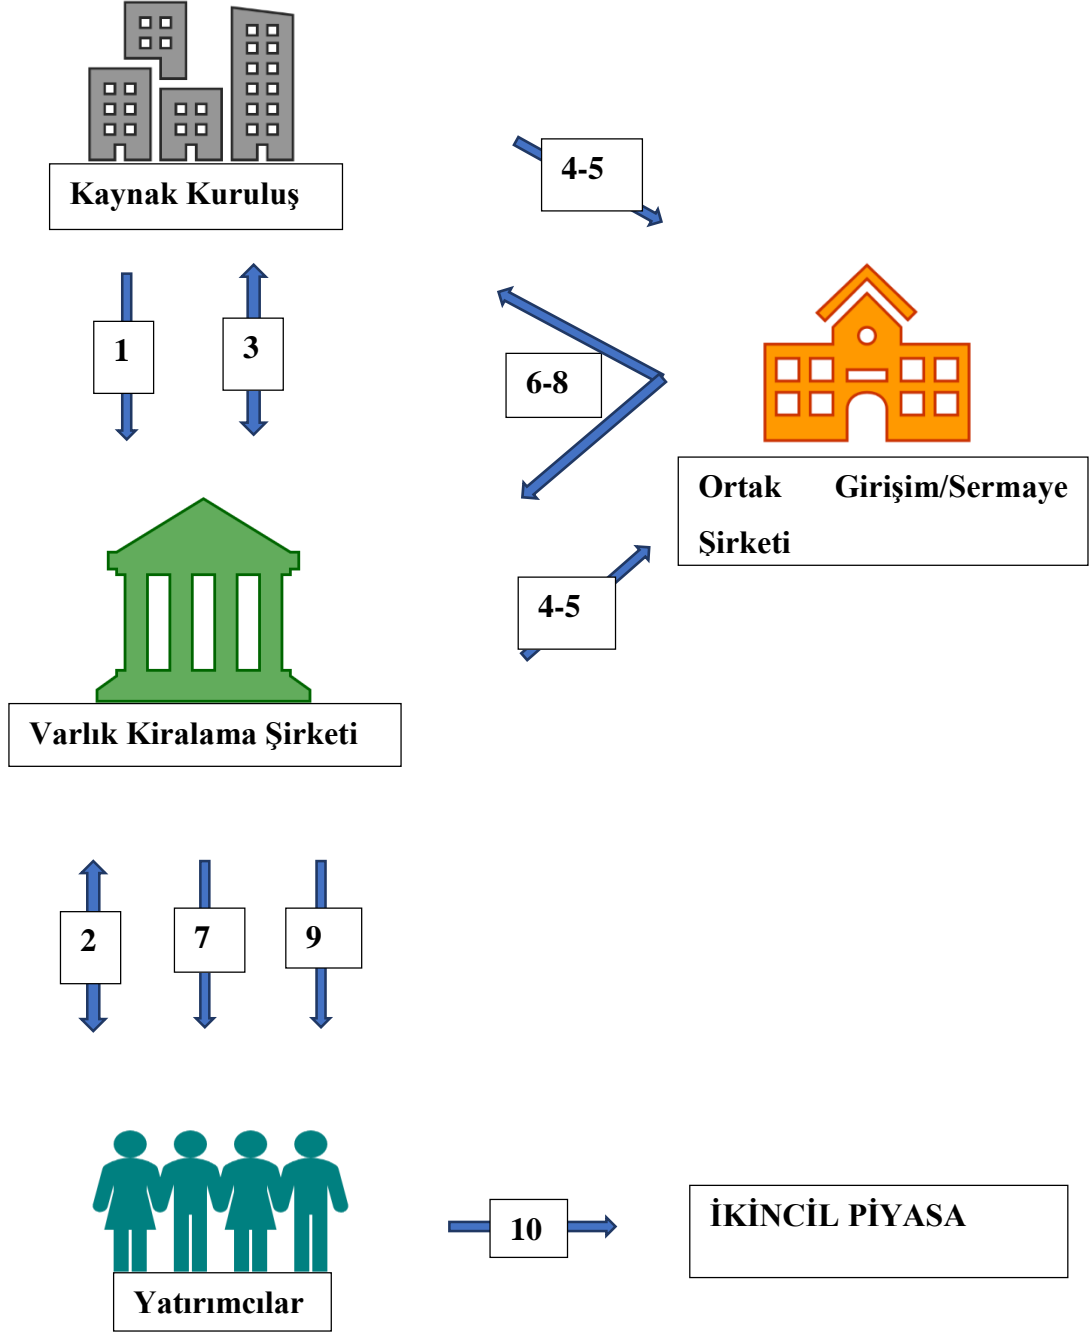 Kaynak Kuruluş
4-5
1
3
6-8
Ortak Girişim/Sermaye
Şirketi
4-5
Varlık Kiralama Şirketi
2
7
9
10
İKİNCİL PİYASA
Yatırımcılar